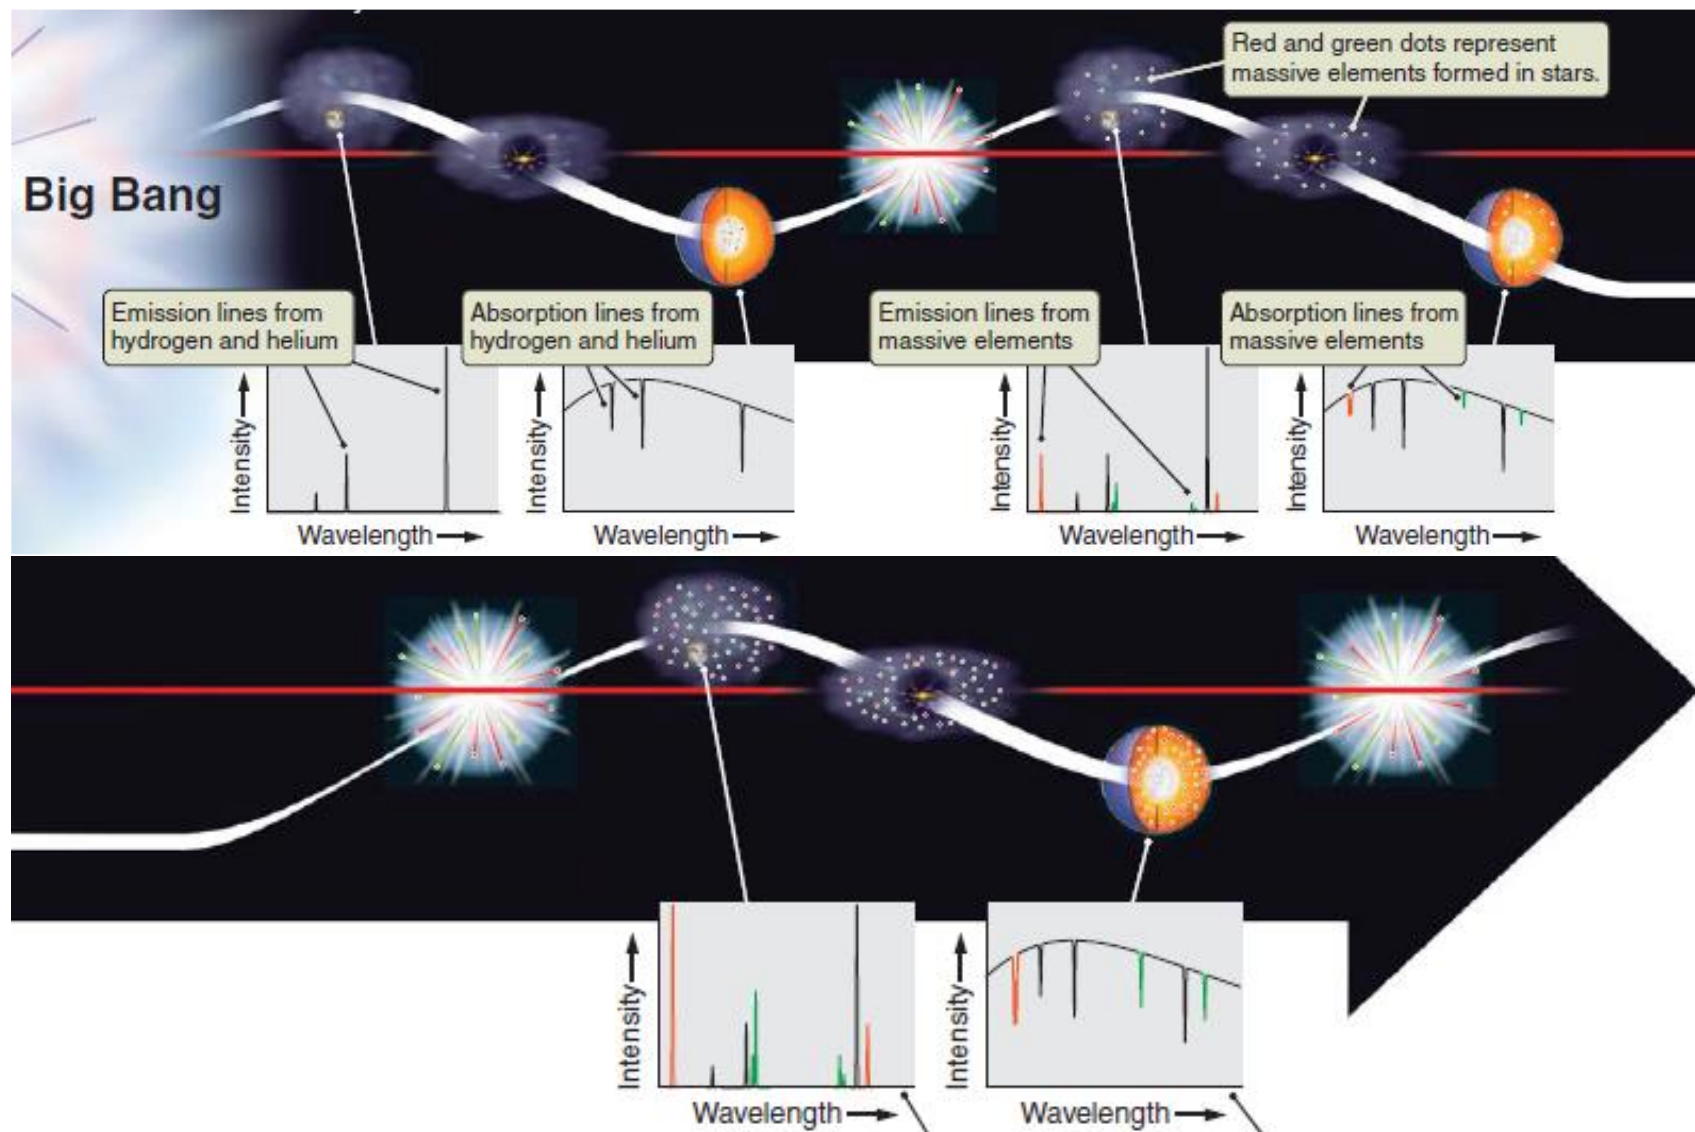 Red and green dots represent
massive elements formed in stars.
Big Bang
Emission lines from
hydrogen and helium
Absorption lines from
hydrogen and helium
Emission lines from
massive elements
Absorption lines from
massive elements
Intensity
Wavelength
Intensity
Wavelength
Intensity
Wavelength
Intensity
Wavelength
Intensity
Wavelength
Intensity
Wavelength